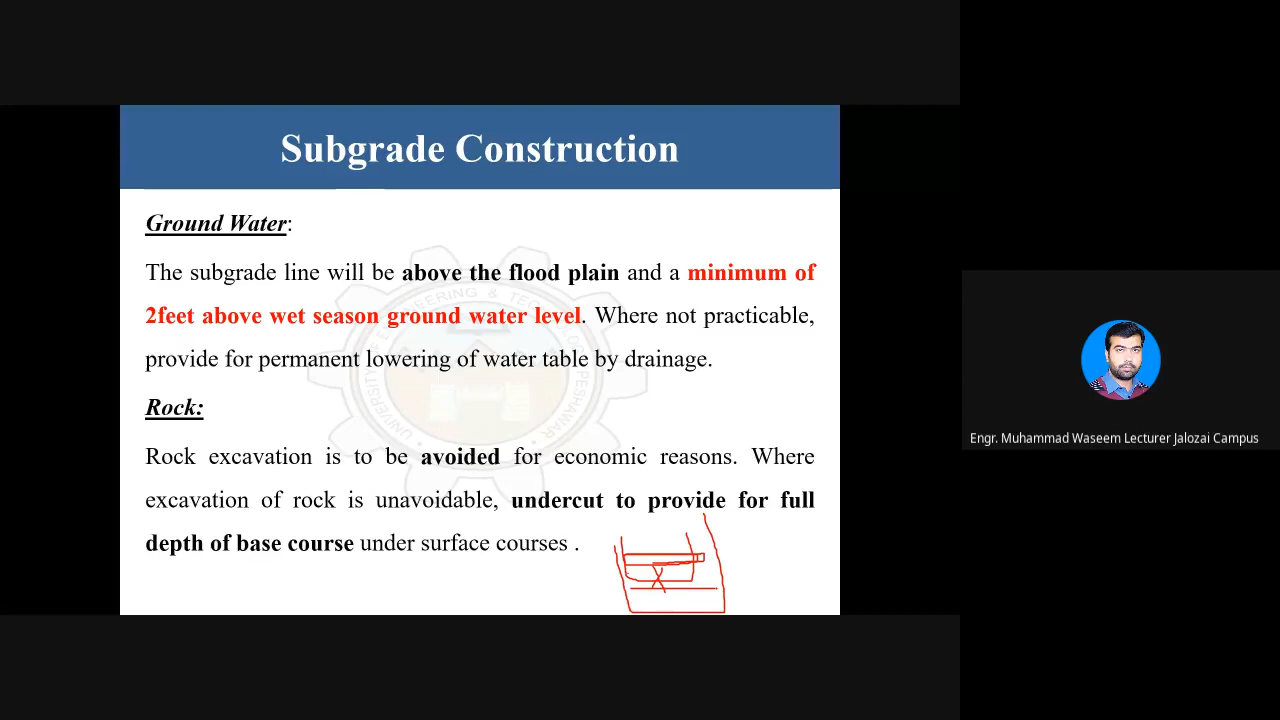 Subgrade Construction
Ground Water:
The subgrade line will be above the flood plain and a minimum of
2feet above wet season ground water level. Where not practicable,
provide for permanent lowering of water table by drainage.
Rock:
Rock excavation is to be avoided for economic reasons. Where
excavation of rock is unavoidable, undercut to provide for full
depth of base course under surface courses .
Engr. Muhammad Waseem Lecturer Jalozai Campus